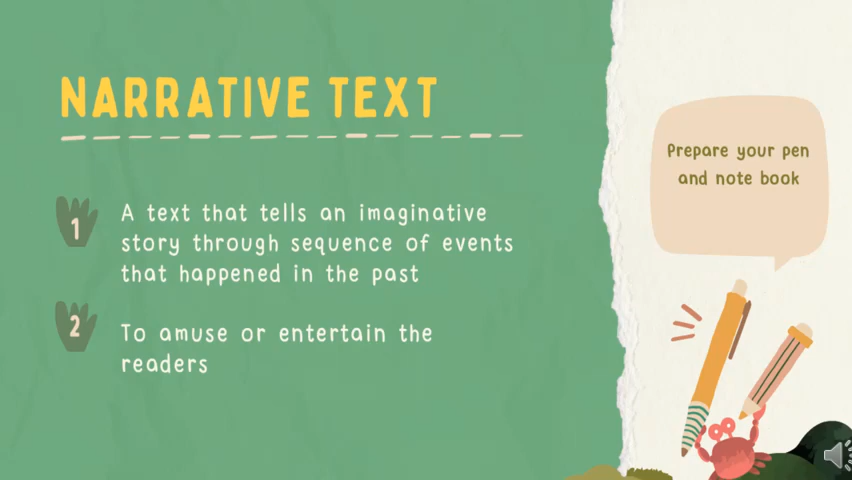 NARRATIVE TEXT
1
A text that tells an imaginative
story through sequence of events
that happened in the past
2
To amuse or entertain the
readers
Prepare your pen
and note book